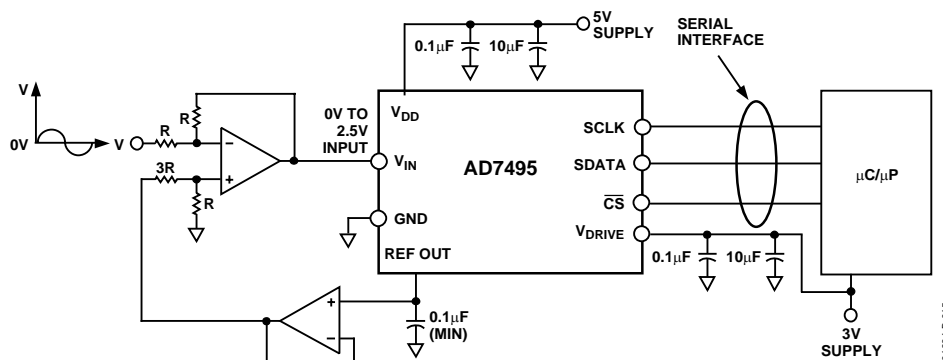 5V
SUPPLY
SERIAL
INTERFACE
0.1µF
10µF
V
0V
V
R
R
3R
R
−
+
0V TO
2.5V
INPUT
VDD
VIN
AD7495
GND
REF OUT
SCLK
SDATA
CS
VDRIVE
µC/µP
0.1µF
10µF
+
−
0.1µF
(MIN)
3V
SUPPLY